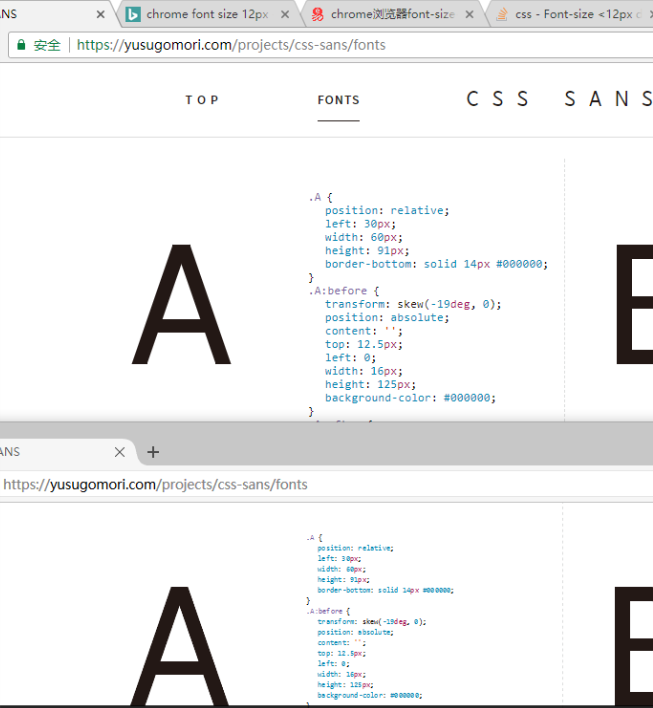 ANS × chrome font size 12px × chrome浏览器font-size × css - Font-size <12px
安全 https://yusugomori.com/projects/css-sans/fonts
TOP FONTS CSS SANS
A
.A {
position: relative;
left: 30px;
width: 60px;
height: 91px;
border-bottom: solid 14px #000000;
}
.A:before {
transform: skew(-19deg, 0);
position: absolute;
content: '';
top: 12.5px;
left: 0;
width: 16px;
height: 125px;
background-color: #000000;
}
ANS × +
https://yusugomori.com/projects/css-sans/fonts
A
.A {
position: relative;
left: 30px;
width: 60px;
height: 91px;
border-bottom: solid 14px #000000;
}
.A:before {
transform: skew(-19deg, 0);
position: absolute;
content: '';
top: 12.5px;
left: 0;
width: 16px;
height: 125px;
background-color: #000000;
}